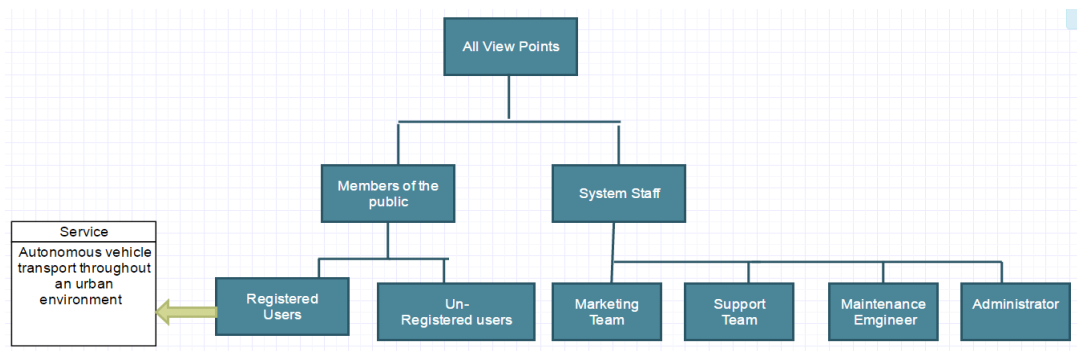 All View Points
Members of the
public
System Staff
Service
Autonomous vehicle
transport throughout
an urban
environment
Registered
Users
Un-
Registered users
Marketing
Team
Support
Team
Maintenance
Emgineer
Administrator